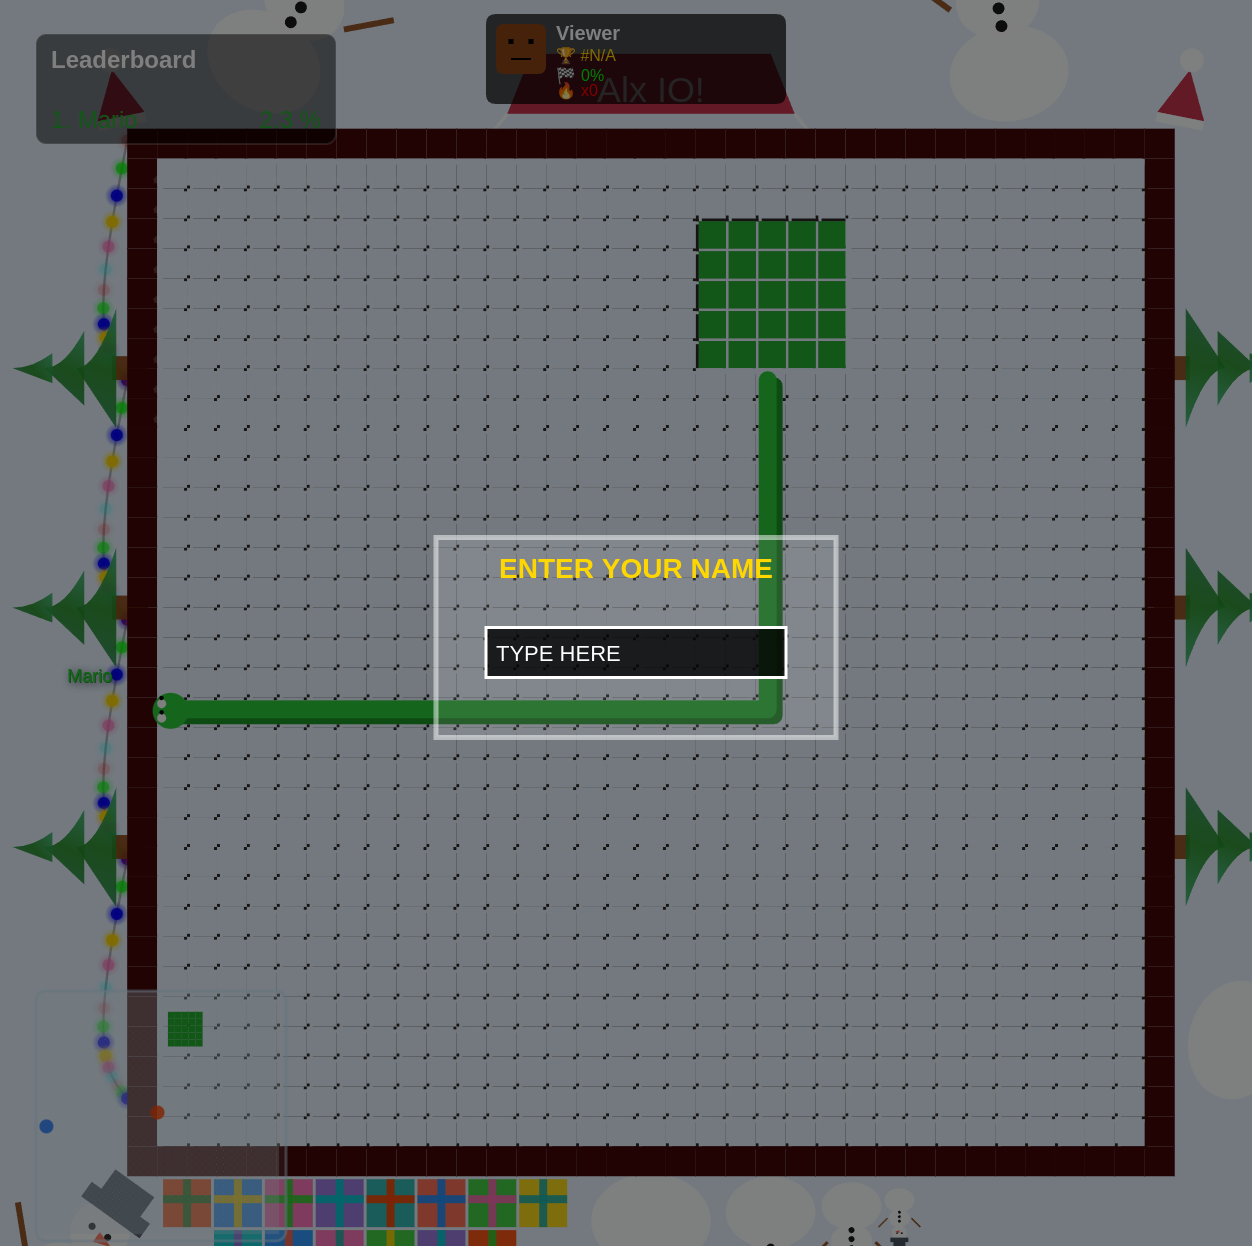 Leaderboard
1. Mario 2.3 %
Viewer
🏆 #N/A
🏁 0%
🔥 x0
Alx IO!
ENTER YOUR NAME
TYPE HERE
Mario